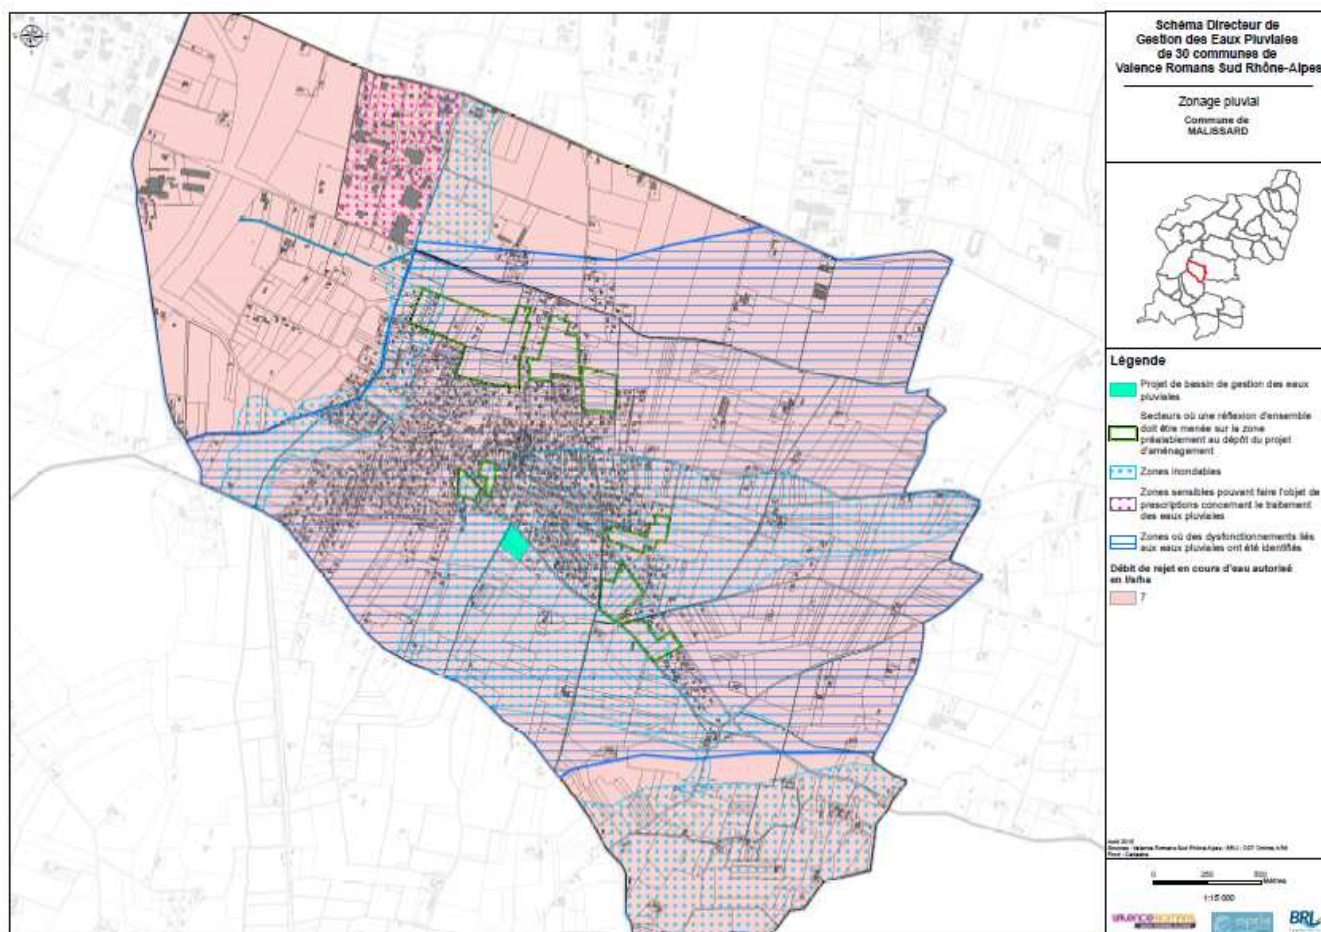 Schéma Directeur de
Gestion des Eaux Pluviales
de 30 communes de
Valence Romans Sud Rhône-Alpes
Zonage pluvial
Commune de
MALISSARD
Légende
Projet de bassin de gestion des eaux
pluviales
Secteurs où une réflexion d'ensemble
doit être menée sur la zone
préalablement au dépôt du projet
d'aménagement
Zones inondables
Zones sensibles pouvant faire l'objet de
prescriptions concernant le traitement
des eaux pluviales
Zones où des dysfonctionnements liés
aux eaux pluviales ont été identifiés
Débit de rejet en cours d'eau autorisé
en l/s/ha
7
0 250 500
Mètres
1:15 000
VALENCE ROMANS
BRL